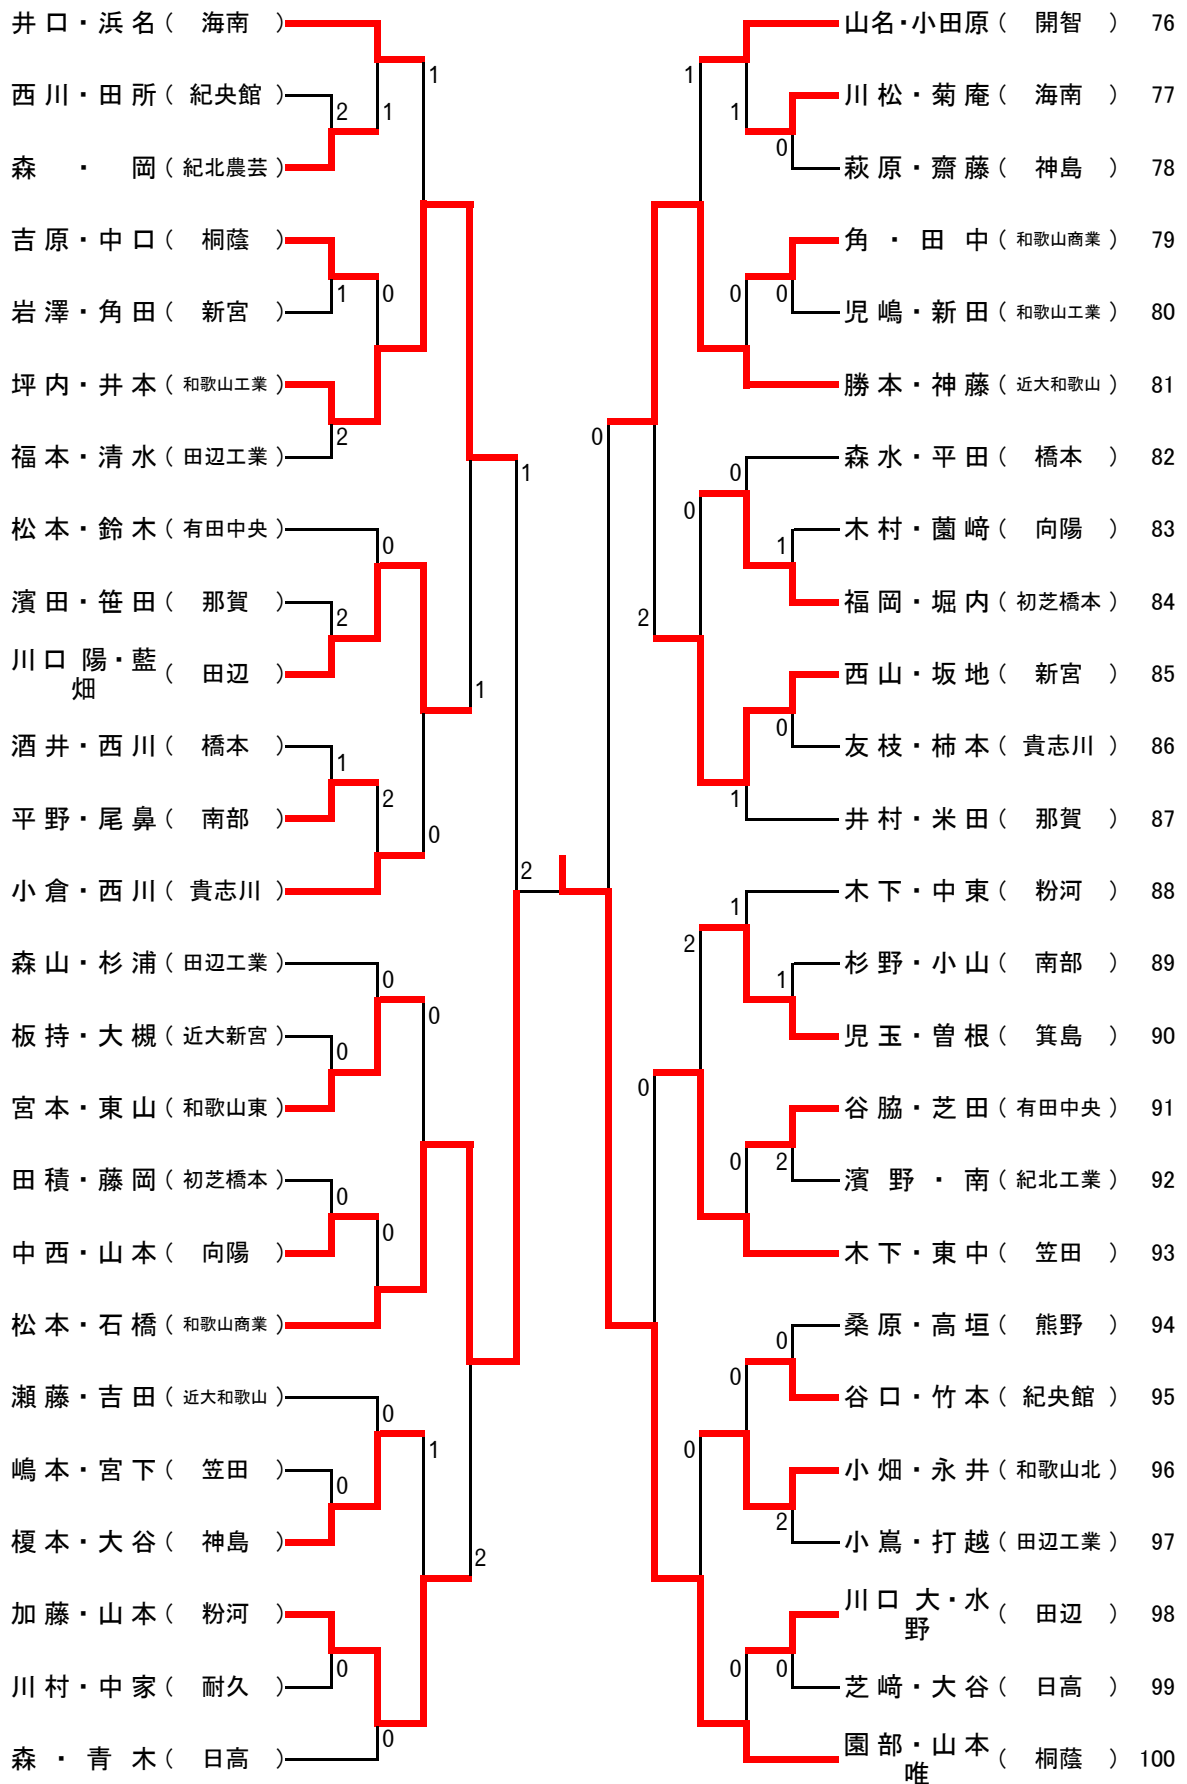 井口・浜名（ 海南 ）
西川・田所（ 紀央館 ）
2
1
1
森・岡（ 紀北農芸 ）
吉原・中口（ 桐蔭 ）
岩澤・角田（ 新宮 ）
1
0
坪内・井本（ 和歌山工業 ）
福本・清水（ 田辺工業 ）
2
1
松本・鈴木（ 有田中央 ）
0
濱田・笹田（ 那賀 ）
2
川口 陽・藍
畑
（ 田辺 ）
1
酒井・西川（ 橋本 ）
1
平野・尾鼻（ 南部 ）
2
0
小倉・西川（ 貴志川 ）
2
森山・杉浦（ 田辺工業 ）
0
0
板持・大槻（ 近大新宮 ）
0
宮本・東山（ 和歌山東 ）
田積・藤岡（ 初芝橋本 ）
0
0
中西・山本（ 向陽 ）
松本・石橋（ 和歌山商業 ）
瀬藤・吉田（ 近大和歌山 ）
0
1
嶋本・宮下（ 笠田 ）
0
榎本・大谷（ 神島 ）
2
加藤・山本（ 粉河 ）
川村・中家（ 耐久 ）
0
森・青木（ 日高 ）
0
山名・小田原（ 開智 ） 76
1
川松・菊庵（ 海南 ） 77
1
0
萩原・齋藤（ 神島 ） 78
角・田中（ 和歌山商業 ） 79
0
0
児嶋・新田（ 和歌山工業 ） 80
勝本・神藤（ 近大和歌山 ） 81
0
森水・平田（ 橋本 ） 82
0
0
木村・薗﨑（ 向陽 ） 83
1
福岡・堀内（ 初芝橋本 ） 84
2
西山・坂地（ 新宮 ） 85
0
友枝・柿本（ 貴志川 ） 86
1
井村・米田（ 那賀 ） 87
木下・中東（ 粉河 ） 88
1
2
杉野・小山（ 南部 ） 89
1
児玉・曽根（ 箕島 ） 90
0
谷脇・芝田（ 有田中央 ） 91
0
2
濱野・南（ 紀北工業 ） 92
木下・東中（ 笠田 ） 93
桑原・高垣（ 熊野 ） 94
0
0
谷口・竹本（ 紀央館 ） 95
0
小畑・永井（ 和歌山北 ） 96
2
小嶌・打越（ 田辺工業 ） 97
川口 大・水
野
（ 田辺 ） 98
0
0
芝﨑・大谷（ 日高 ） 99
園部・山本
唯
（ 桐蔭 ） 100